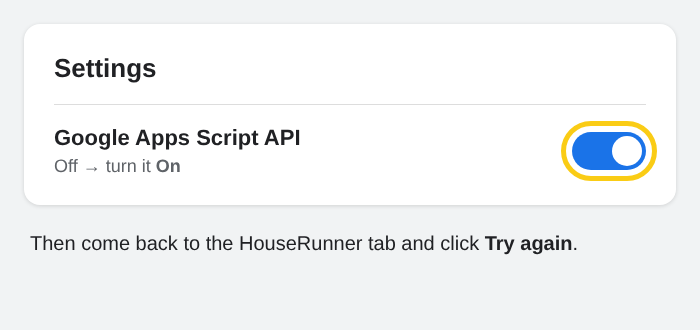 Settings
Google Apps Script API
Off → turn it On
Then come back to the HouseRunner tab and click Try again.